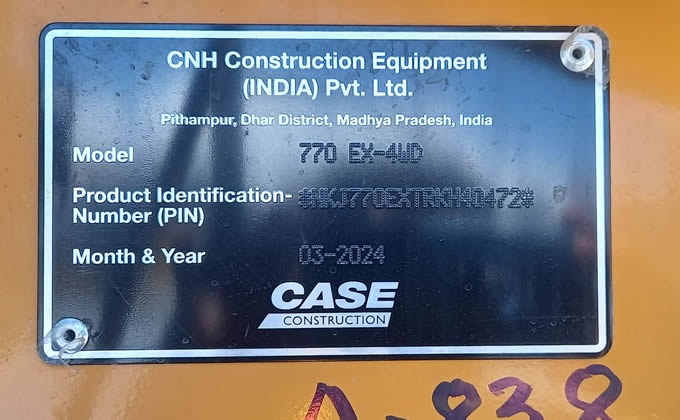 CNH Construction Equipment
(INDIA) Pvt. Ltd.
Pithampur, Dhar District, Madhya Pradesh, India
Model 770 EX-4WD
Product Identification-
Number (PIN) *NKJ770EXTRKH40472*
Month & Year 03-2024
CASE
CONSTRUCTION
A-838